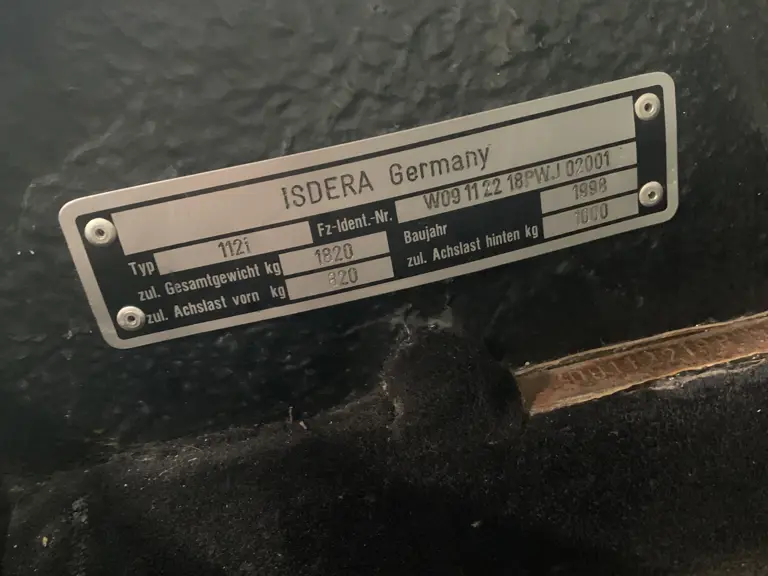 ISDERA Germany
Typ 112i Fz-Ident.-Nr. W09 11 22 18PWJ 02001
zul. Gesamtgewicht kg 1820 Baujahr 1998
zul. Achslast vorn kg 820 zul. Achslast hinten kg 1000